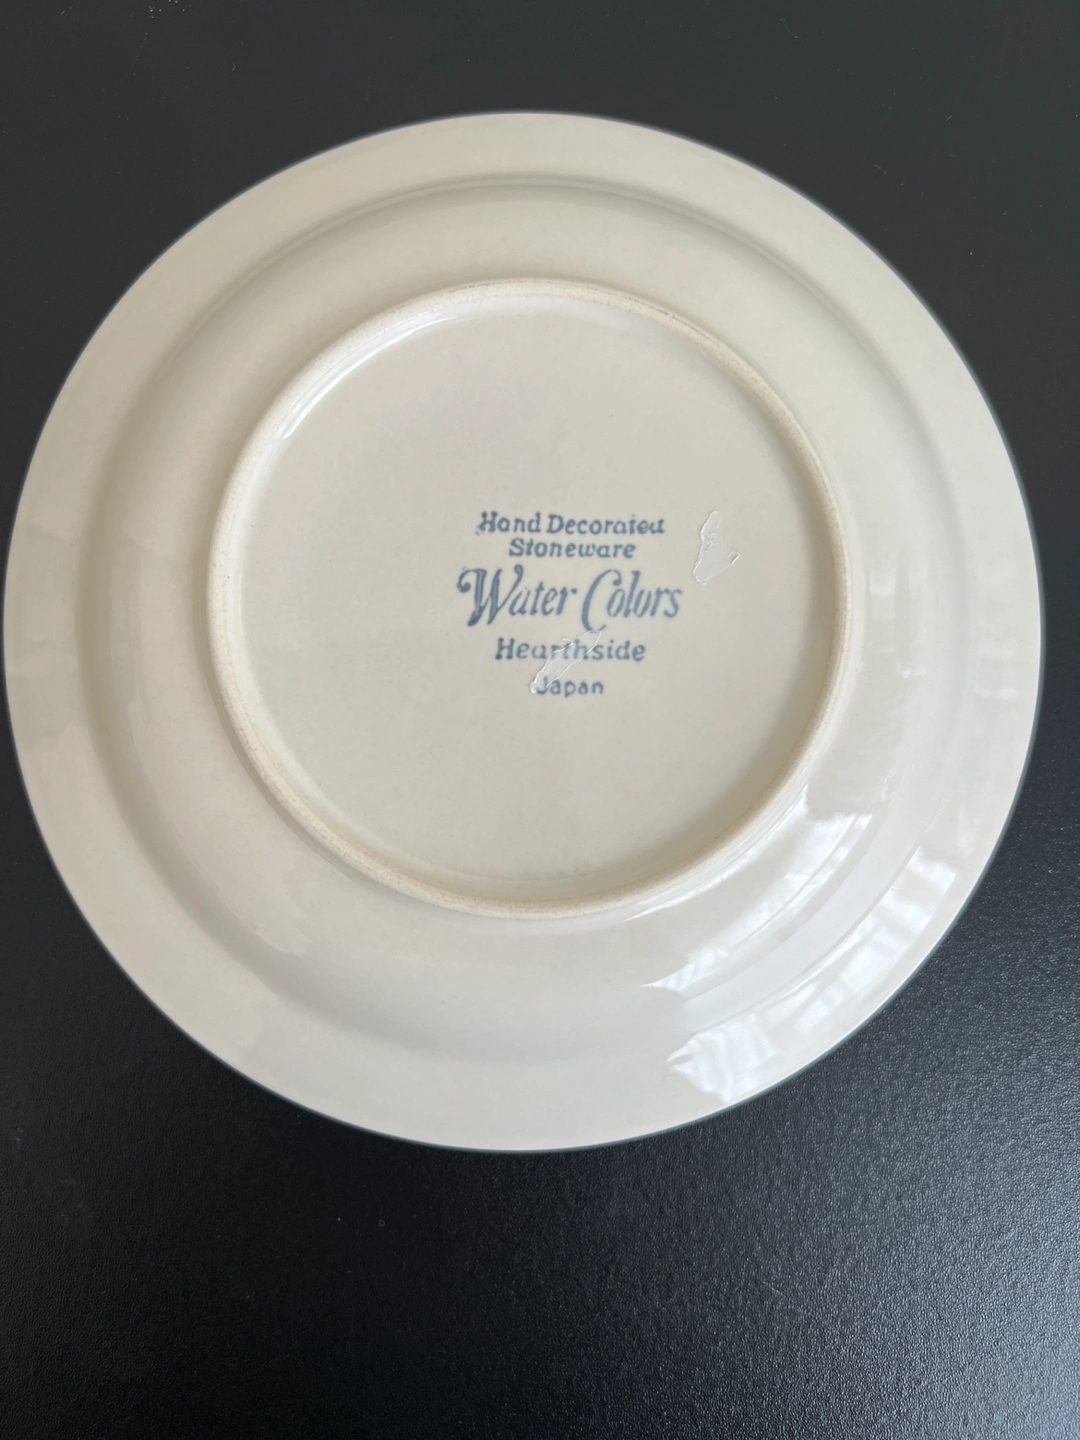 Hand Decorated
Stoneware
Water Colors
Hearthside
Japan